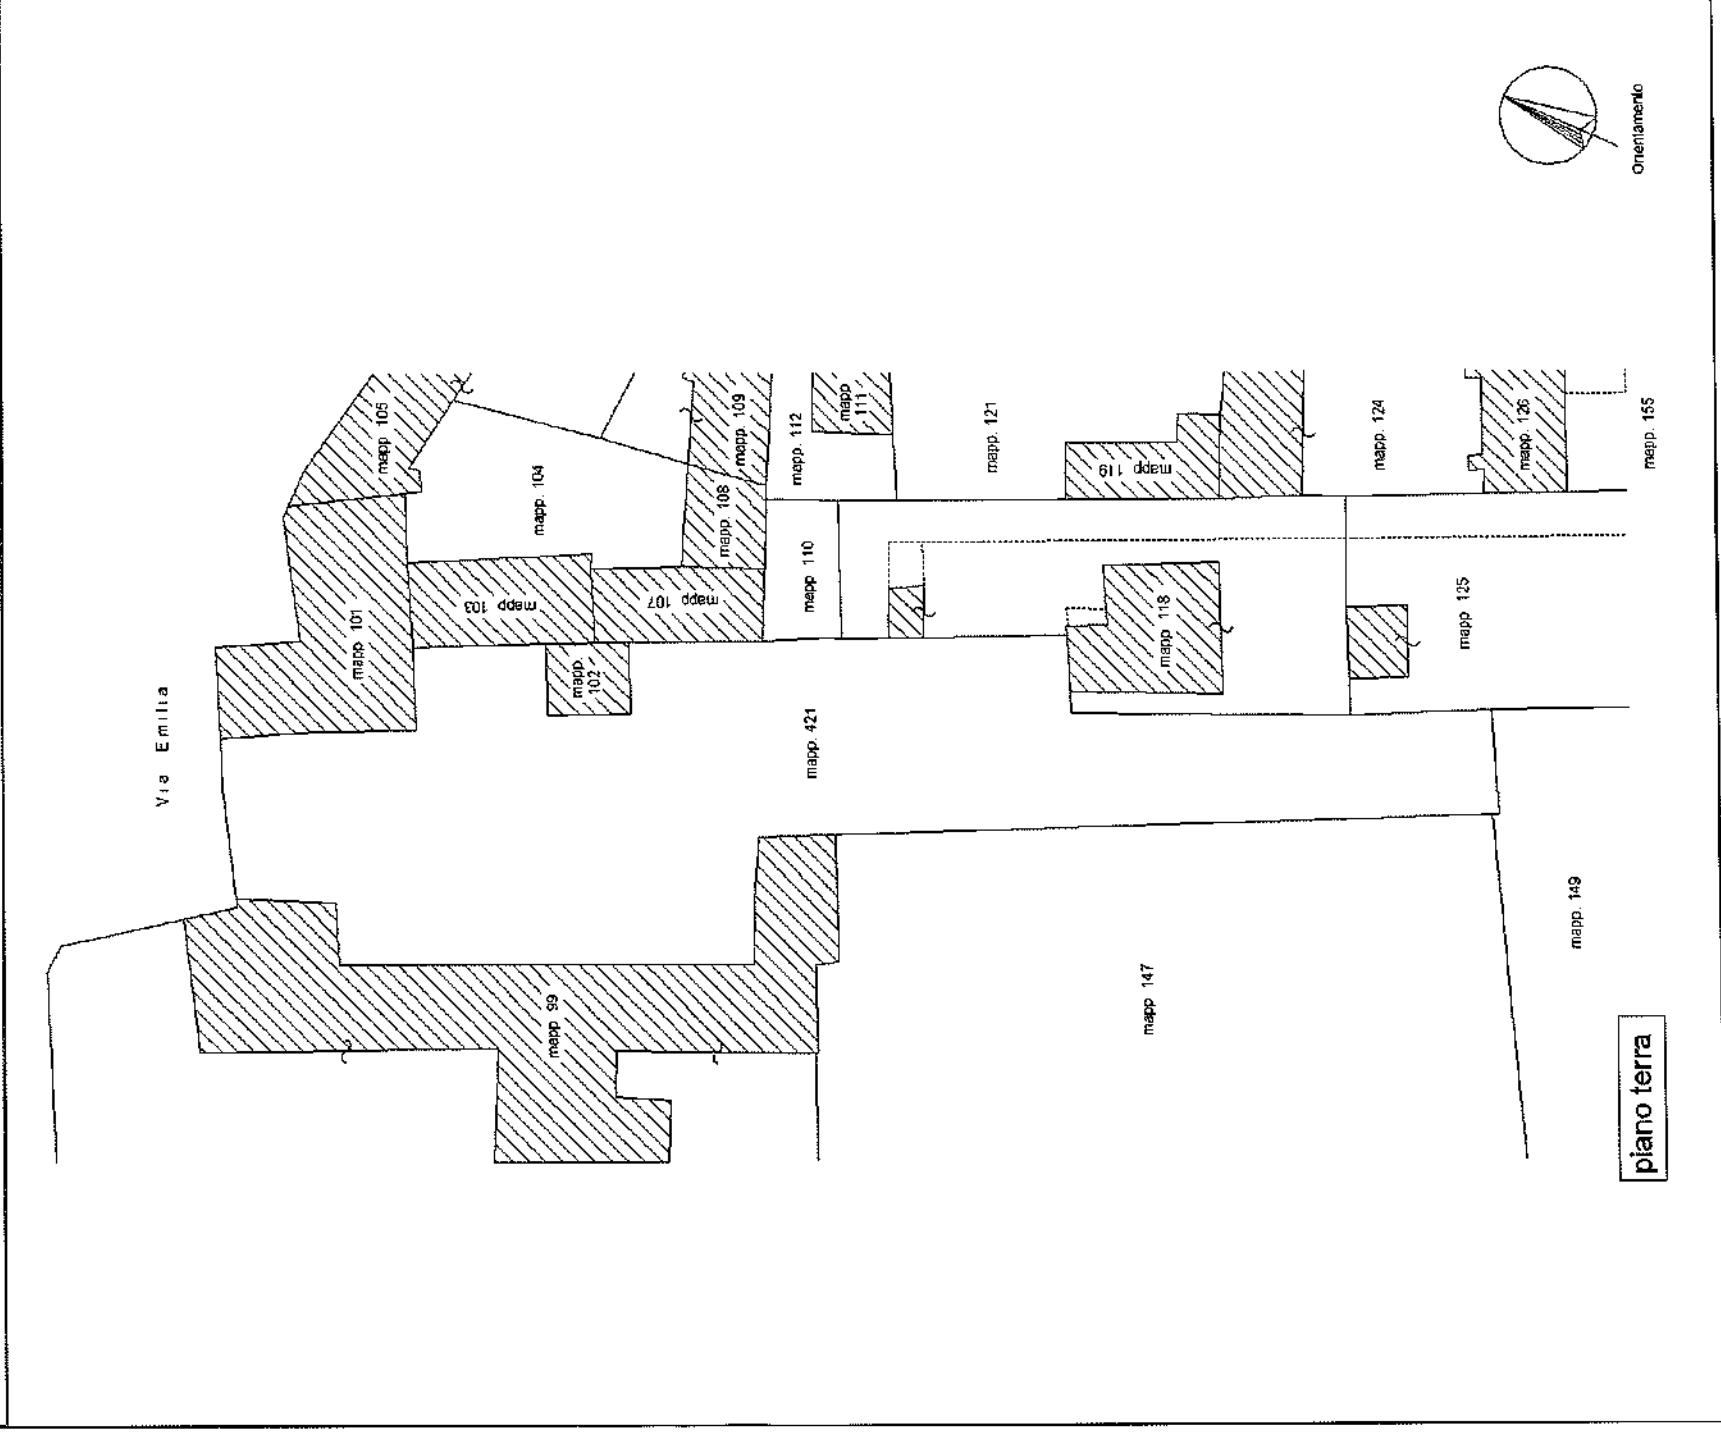 Via Emilia
mapp 105
mapp. 104
mapp 101
mapp 103
mapp 107
mapp. 108
mapp. 109
mapp. 112
mapp
111
mapp. 121
mapp 119
mapp. 124
mapp. 126
mapp. 155
mapp 110
mapp 118
mapp 125
mapp.
102
mapp. 421
mapp 99
mapp 147
mapp. 149
Orientamento
piano terra